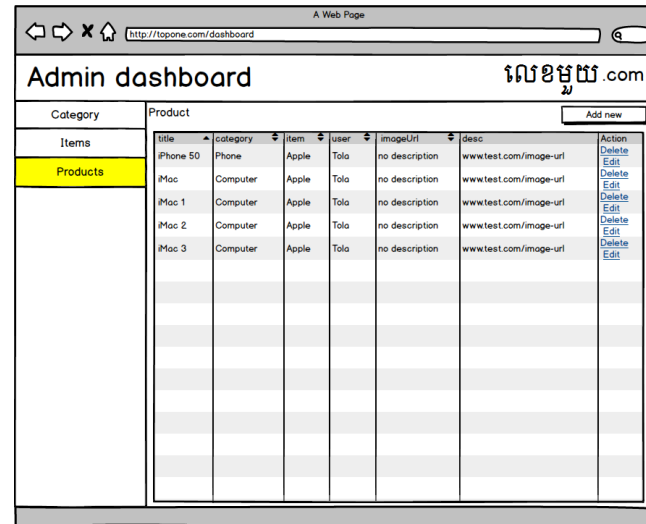 A Web Page
http://topone.com/dashboard
Admin dashboard
លេខមួយ.com
Category
Items
Products
Product
Add new
title category item user imageUrl desc Action
iPhone 50 Phone Apple Tola no description www.test.com/image-url Delete Edit
iMac Computer Apple Tola no description www.test.com/image-url Delete Edit
iMac 1 Computer Apple Tola no description www.test.com/image-url Delete Edit
iMac 2 Computer Apple Tola no description www.test.com/image-url Delete Edit
iMac 3 Computer Apple Tola no description www.test.com/image-url Delete Edit